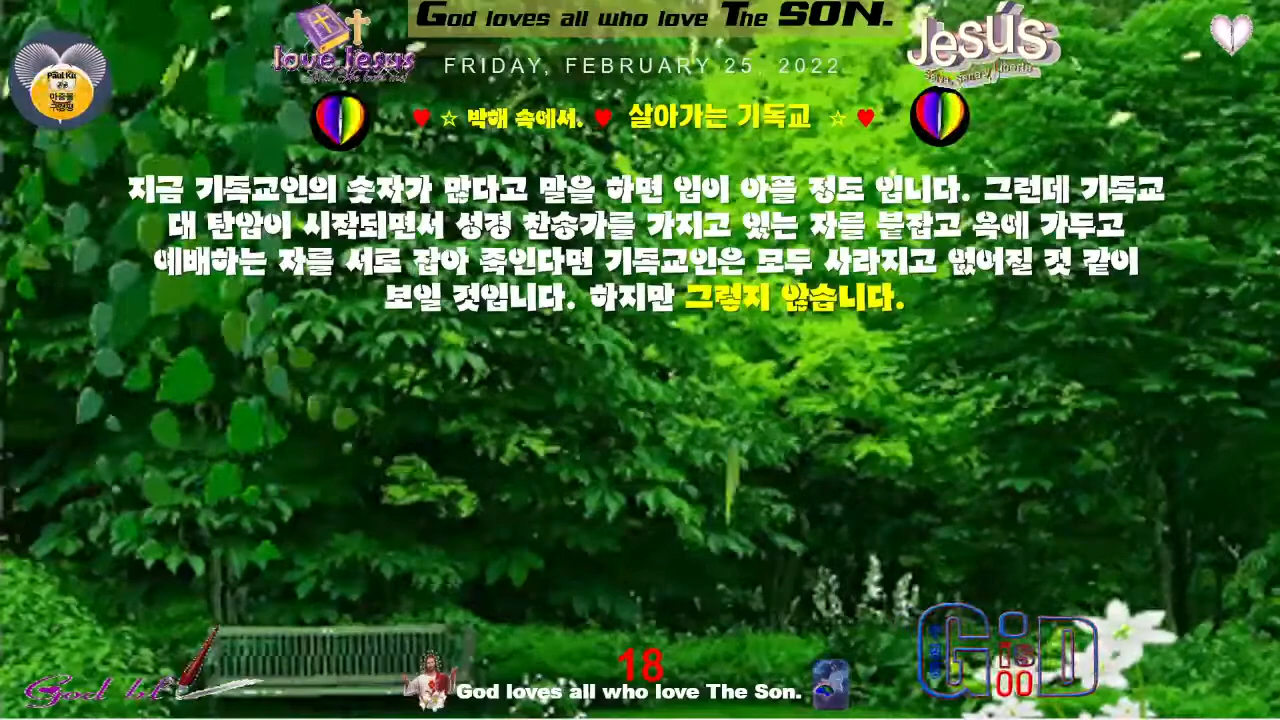 God loves all who love The SON.
love Jesus
Jesús
FRIDAY, FEBRUARY 25, 2022
Paul Ku
♥ ☆ 박해 속에서. ♥ 살아가는 기독교 ☆ ♥
지금 기독교인의 숫자가 많다고 말을 하면 입이 아플 정도 입니다. 그런데 기독교
대 탄압이 시작되면서 성경 찬송가를 가지고 있는 자를 붙잡고 옥에 가두고
예배하는 자를 서로 잡아 죽인다면 기독교인은 모두 사라지고 없어질 것 같이
보일 것입니다. 하지만 그렇지 않습니다.
18
God loves all who love The Son.
GOD
is